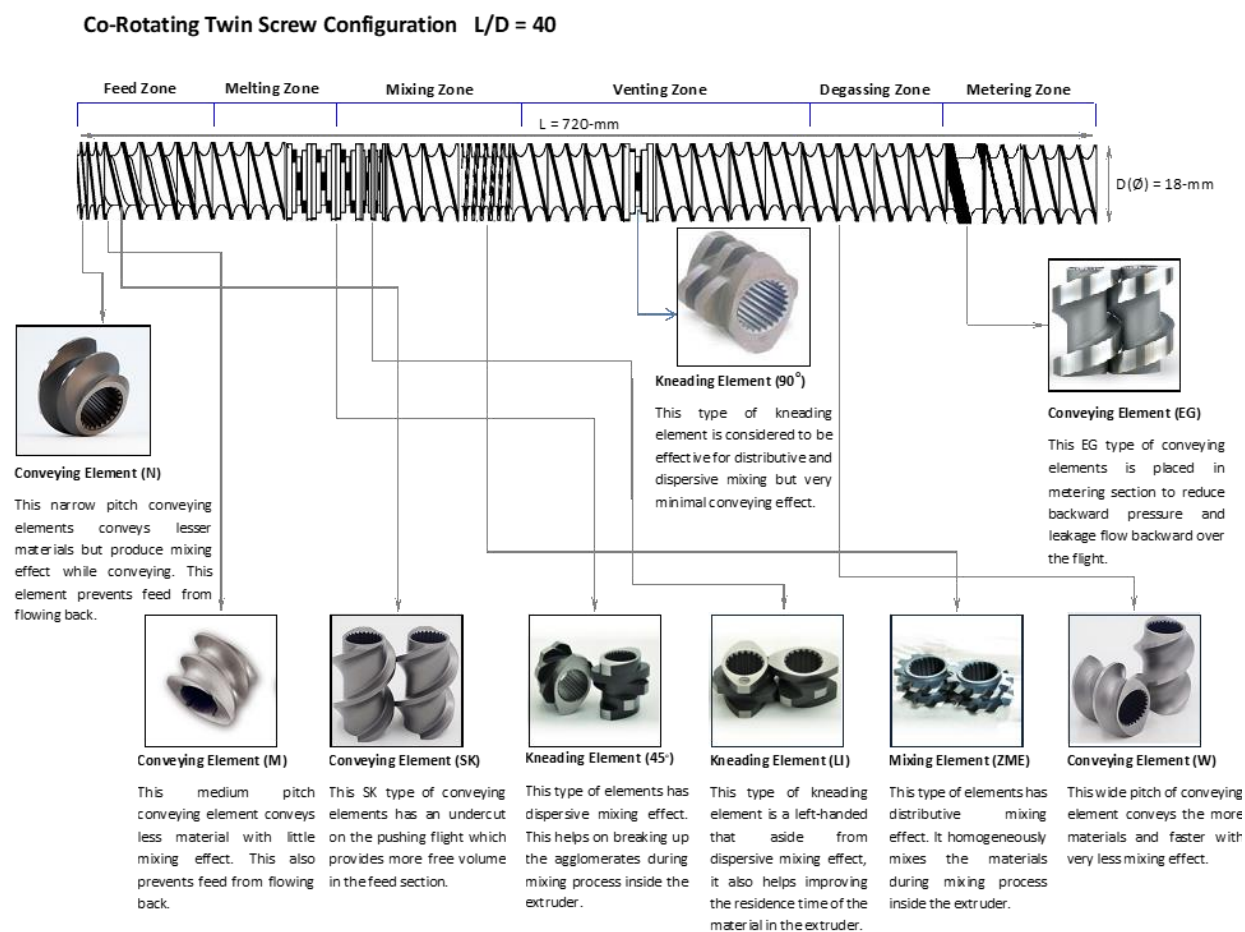 Co-Rotating Twin Screw Configuration L/D = 40
Feed Zone
Melting Zone
Mixing Zone
Venting Zone
Degassing Zone
Metering Zone
L = 720-mm
D(Ø) = 18-mm
Conveying Element (N)
This narrow pitch conveying
elements conveys lesser
materials but produce mixing
effect while conveying. This
element prevents feed from
flowing back.
Kneading Element (90°)
This type of kneading
element is considered to be
effective for distributive and
dispersive mixing but very
minimal conveying effect.
Conveying Element (EG)
This EG type of conveying
elements is placed in
metering section to reduce
backward pressure and
leakage flow backward over
the flight.
Conveying Element (M)
This medium pitch
conveying element conveys
less material with little
mixing effect. This also
prevents feed from flowing
back.
Conveying Element (SK)
This SK type of conveying
elements has an undercut
on the pushing flight which
provides more free volume
in the feed section.
Kneading Element (45°)
This type of elements has
dispersive mixing effect.
This helps on breaking up
the agglomerates during
mixing process inside the
extruder.
Kneading Element (LI)
This type of kneading
element is a left-handed
that aside from
dispersive mixing effect,
it also helps improving
the residence time of the
material in the extruder.
Mixing Element (ZME)
This type of elements has
distributive mixing
effect. It homogeneously
mixes the materials
during mixing process
inside the extruder.
Conveying Element (W)
This wide pitch of conveying
element conveys the more
materials and faster with
very less mixing effect.